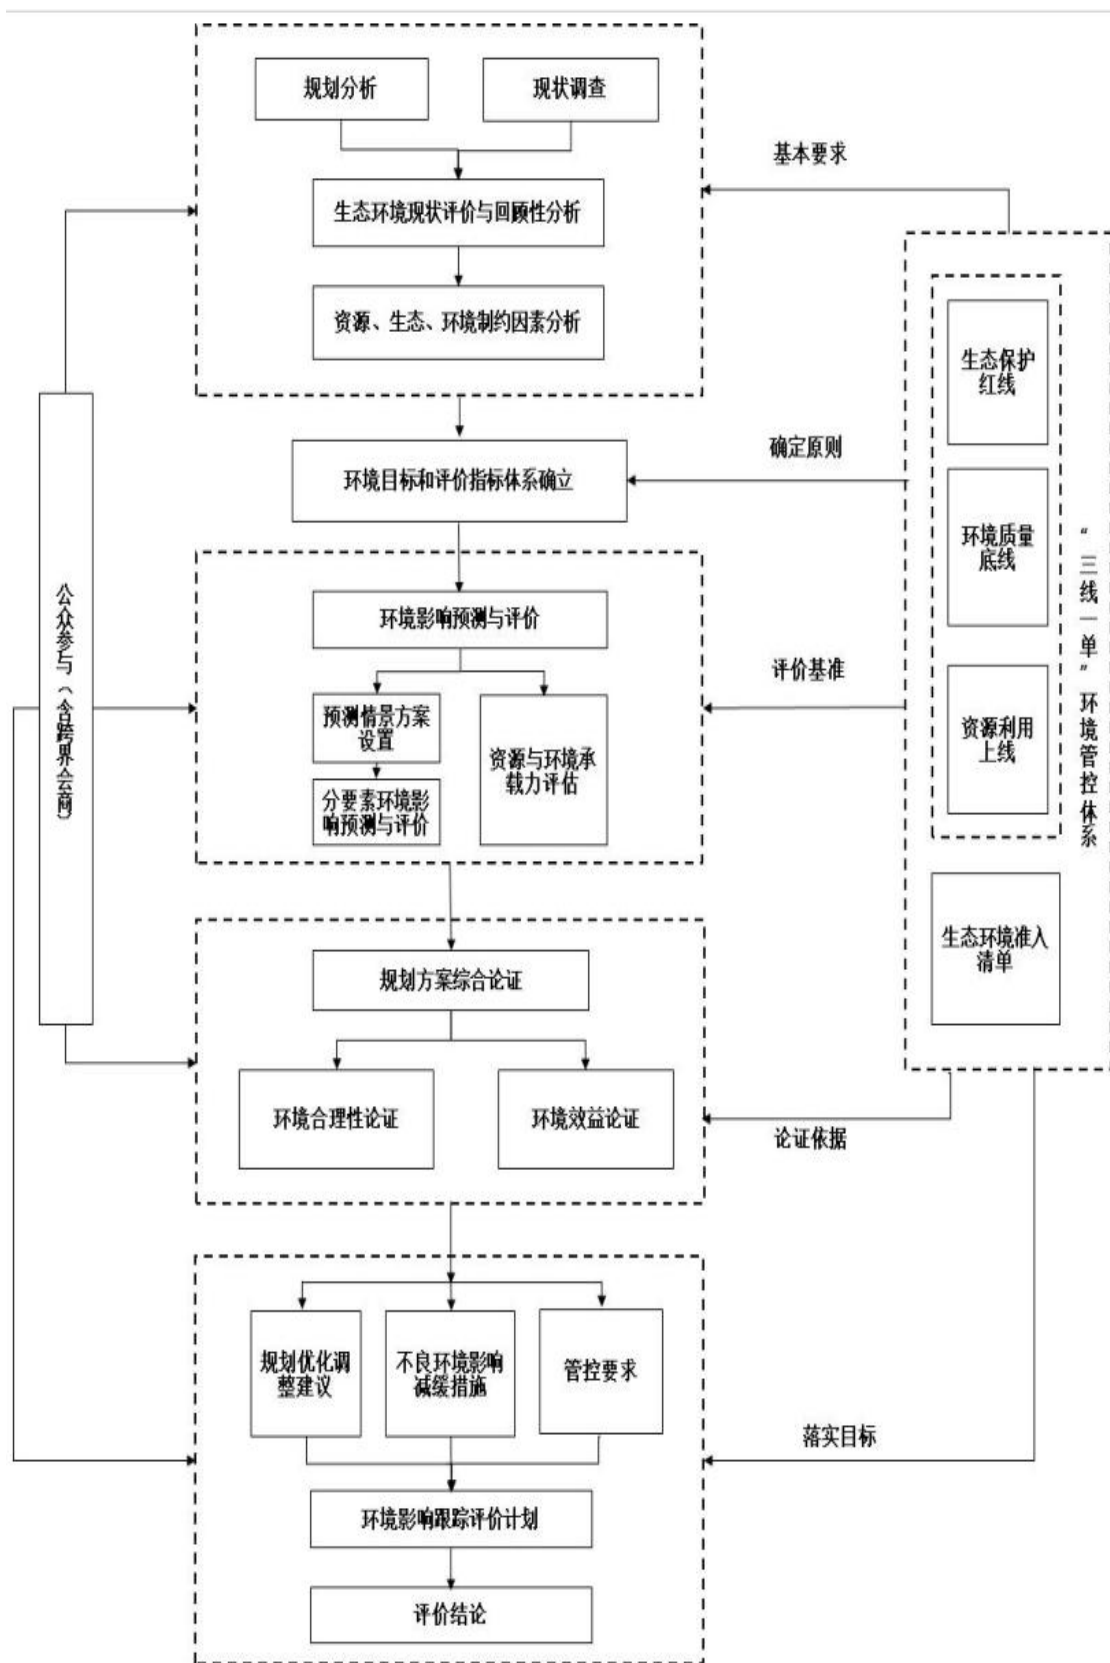 规划分析
现状调查
基本要求
生态环境现状评价与回顾性分析
资源、生态、环境制约因素分析
生态保护
红线
确定原则
环境目标和评价指标体系确立
环境质量
底线
“三线一单”环境管控体系
公众参与（含跨界会商）
环境影响预测与评价
评价基准
预测情景方案
设置
资源与环境承
载力评估
资源利用
上线
分要素环境影
响预测与评价
生态环境准入
清单
规划方案综合论证
环境合理性论证
环境效益论证
论证依据
规划优化调
整建议
不良环境影响
减缓措施
管控要求
落实目标
环境影响跟踪评价计划
评价结论